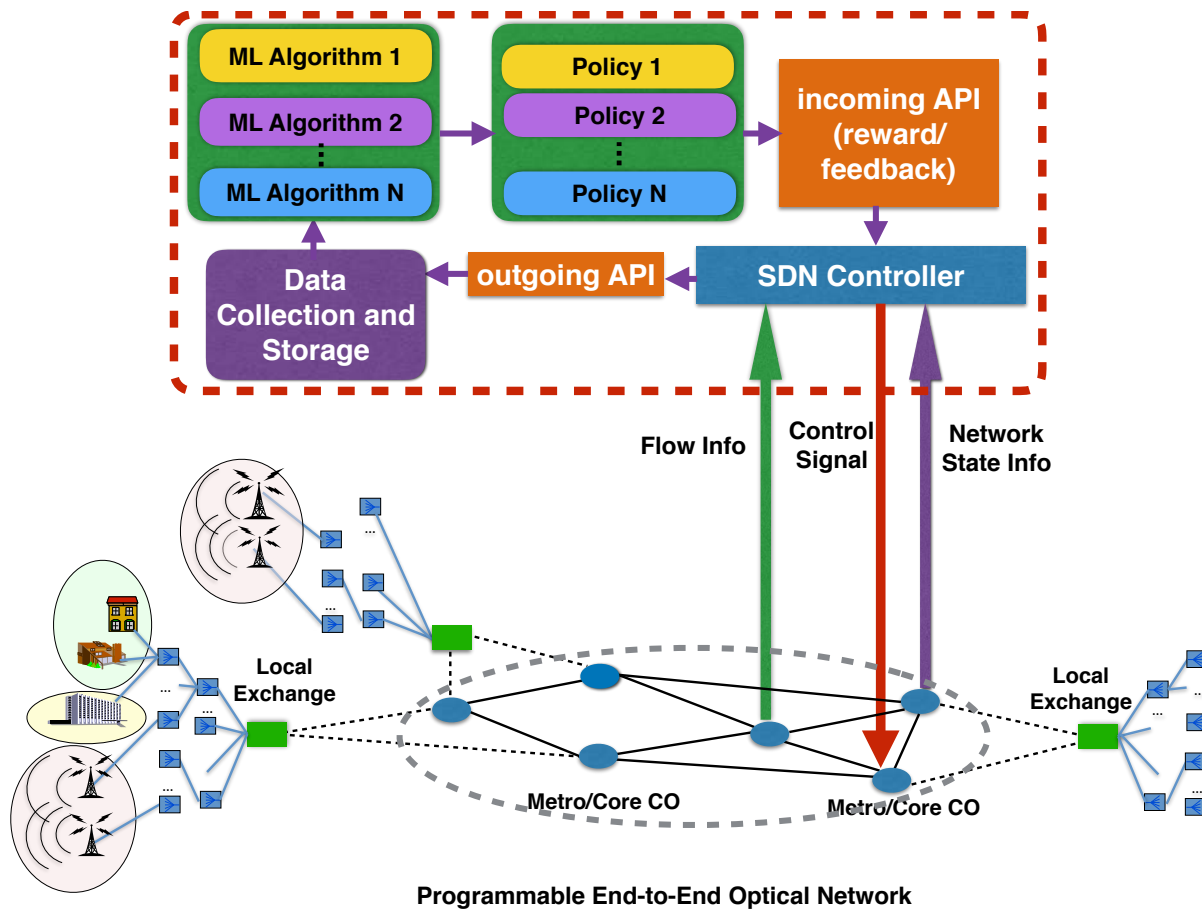 ML Algorithm 1
ML Algorithm 2
ML Algorithm N
Policy 1
Policy 2
Policy N
incoming API
(reward/
feedback)
Data
Collection and
Storage
outgoing API
SDN Controller
Flow Info
Control
Signal
Network
State Info
...
...
...
...
...
Local
Exchange
Local
Exchange
...
...
...
...
Metro/Core CO
Metro/Core CO
Programmable End-to-End Optical Network